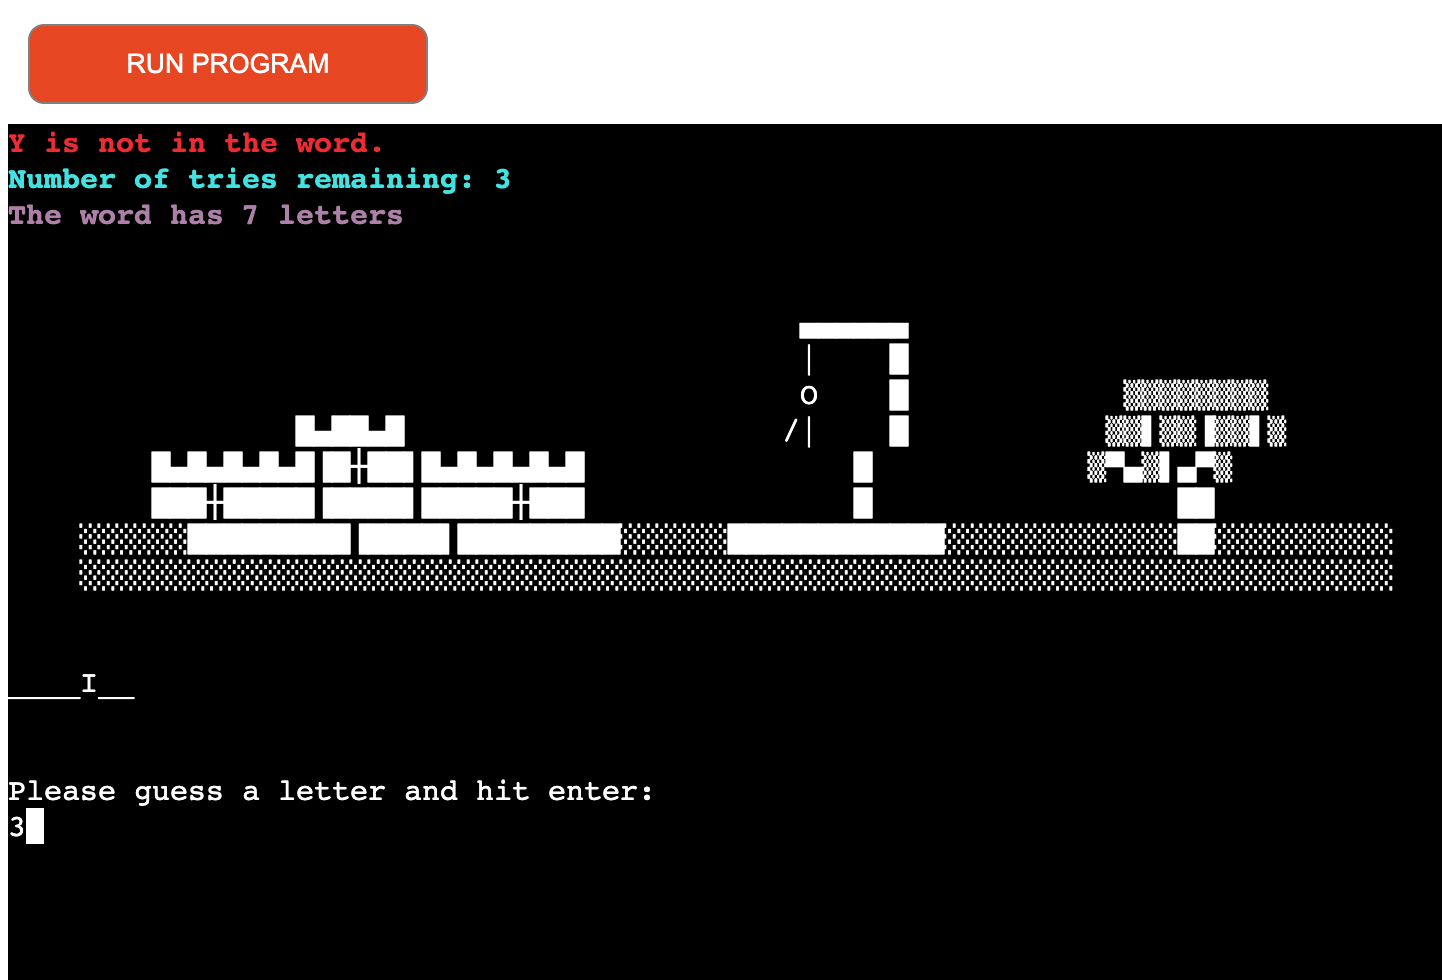 RUN PROGRAM
Y is not in the word.
Number of tries remaining: 3
The word has 7 letters
____I__
Please guess a letter and hit enter:
3